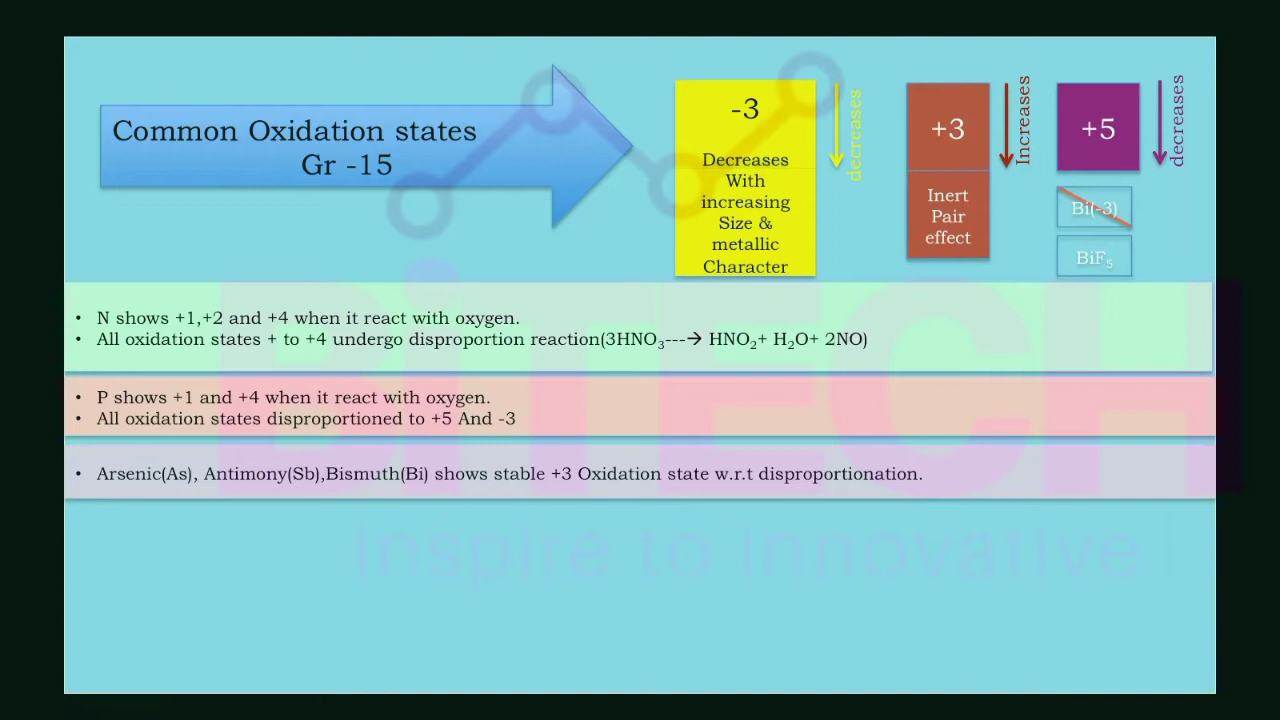 Common Oxidation states
Gr -15
-3
Decreases
With
increasing
Size &
metallic
Character
decreases
+3
Inert
Pair
effect
Increases
+5
decreases
Bi(-3)
BiF₅
• N shows +1,+2 and +4 when it react with oxygen.
• All oxidation states + to +4 undergo disproportion reaction(3HNO₃---→ HNO₂+ H₂O+ 2NO)
• P shows +1 and +4 when it react with oxygen.
• All oxidation states disproportioned to +5 And -3
• Arsenic(As), Antimony(Sb),Bismuth(Bi) shows stable +3 Oxidation state w.r.t disproportionation.
BiTECH
Inspire to innovative